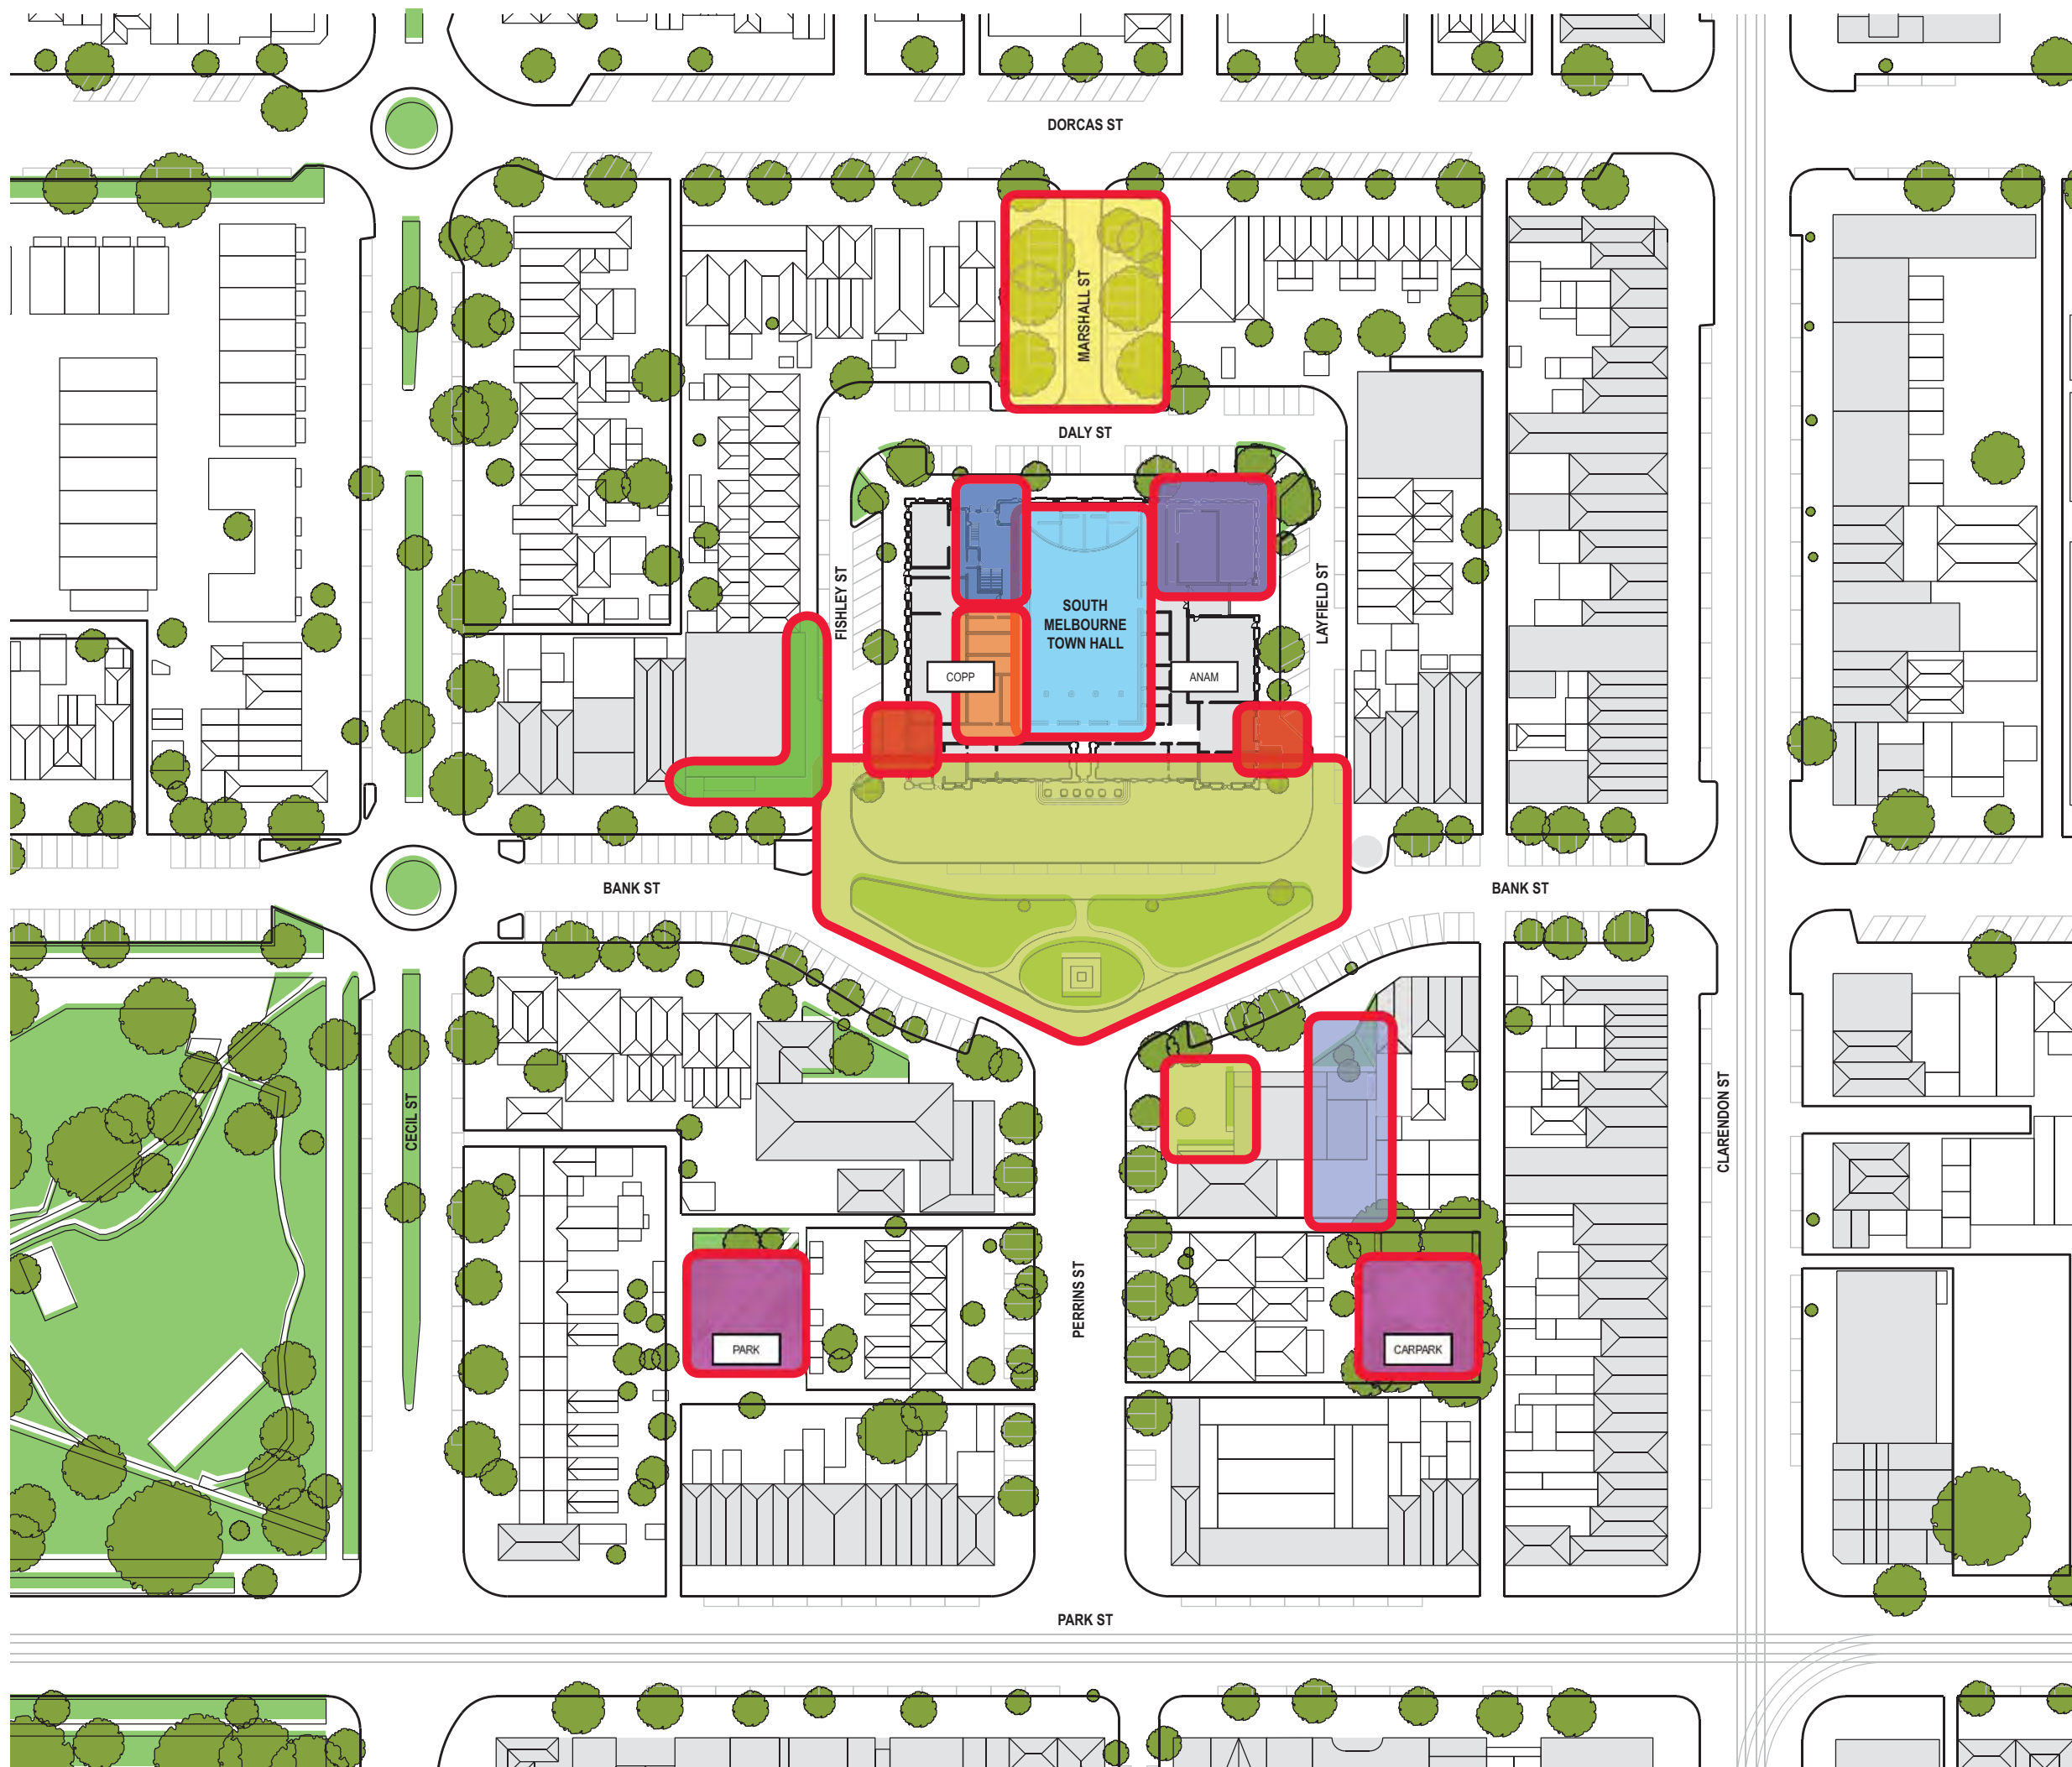 DORCAS ST
MARSHALL ST
DALY ST
FISHLEY ST
LAYFIELD ST
SOUTH
MELBOURNE
TOWN HALL
COPP
ANAM
BANK ST
BANK ST
CECIL ST
CLARENDON ST
PERRINS ST
PARK
CARPARK
PARK ST